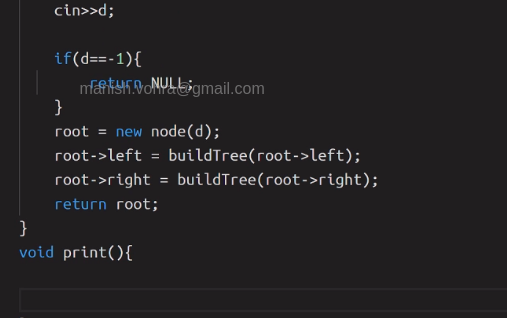 cin>>d;
if(d==-1){
return NULL;
manish.vohra@gmail.com
}
root = new node(d);
root->left = buildTree(root->left);
root->right = buildTree(root->right);
return root;
}
void print(){